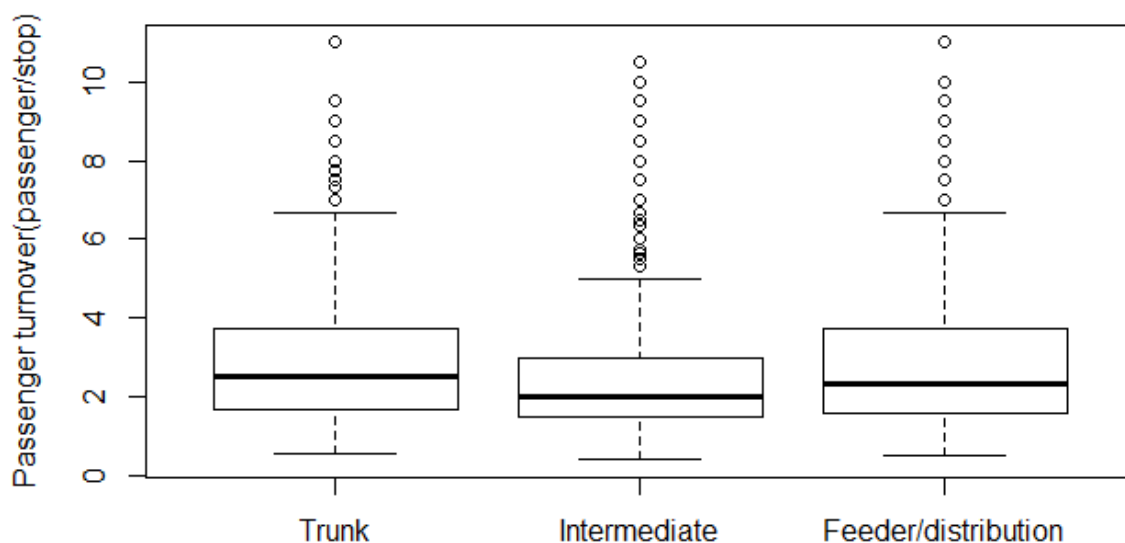 Passenger turnover(passenger/stop)
10
8
6
4
2
0
Trunk
Intermediate
Feeder/distribution